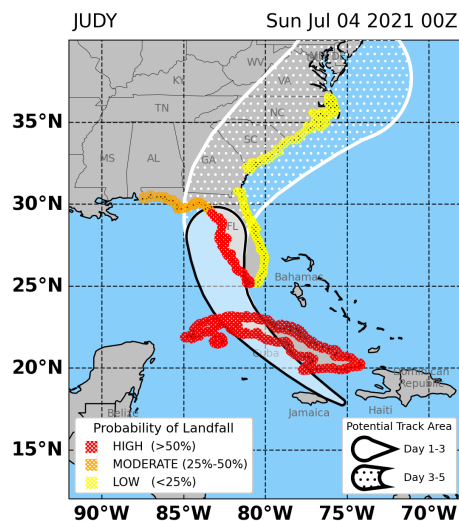 JUDY
Sun Jul 04 2021 00Z
WV
MD
DE
KY
VA
TN
NC
SC
MS
AL
GA
FL
Bahamas
Cuba
Dominican
Republic
Belize
Jamaica
Haiti
35°N
30°N
25°N
20°N
15°N
90°W
85°W
80°W
75°W
70°W
Probability of Landfall
HIGH (>50%)
MODERATE (25%-50%)
LOW (<25%)
Potential Track Area
Day 1-3
Day 3-5